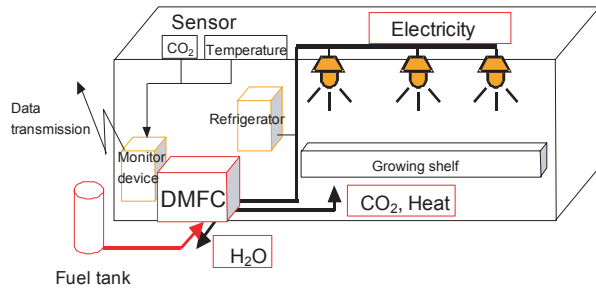 Sensor
Electricity
CO₂
Temperature
Data
transmission
Refrigerator
Monitor
device
Growing shelf
DMFC
CO₂, Heat
H₂O
Fuel tank